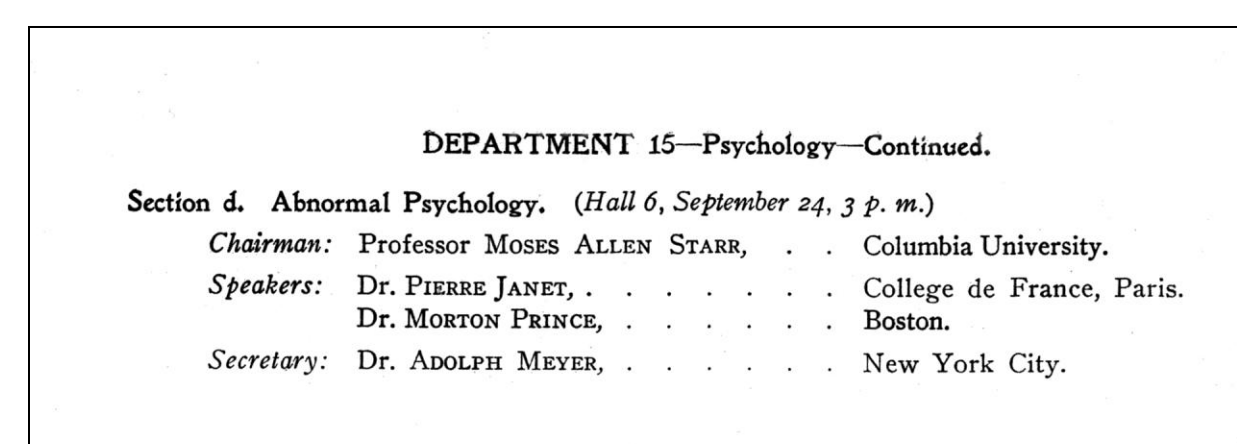 DEPARTMENT 15—Psychology—Continued.
Section d. Abnormal Psychology. (Hall 6, September 24, 3 p. m.)
Chairman: Professor MOSES ALLEN STARR, . . Columbia University.
Speakers: Dr. PIERRE JANET, . . . . . . . College de France, Paris.
Dr. MORTON PRINCE, . . . . . . Boston.
Secretary: Dr. ADOLPH MEYER, . . . . . . New York City.